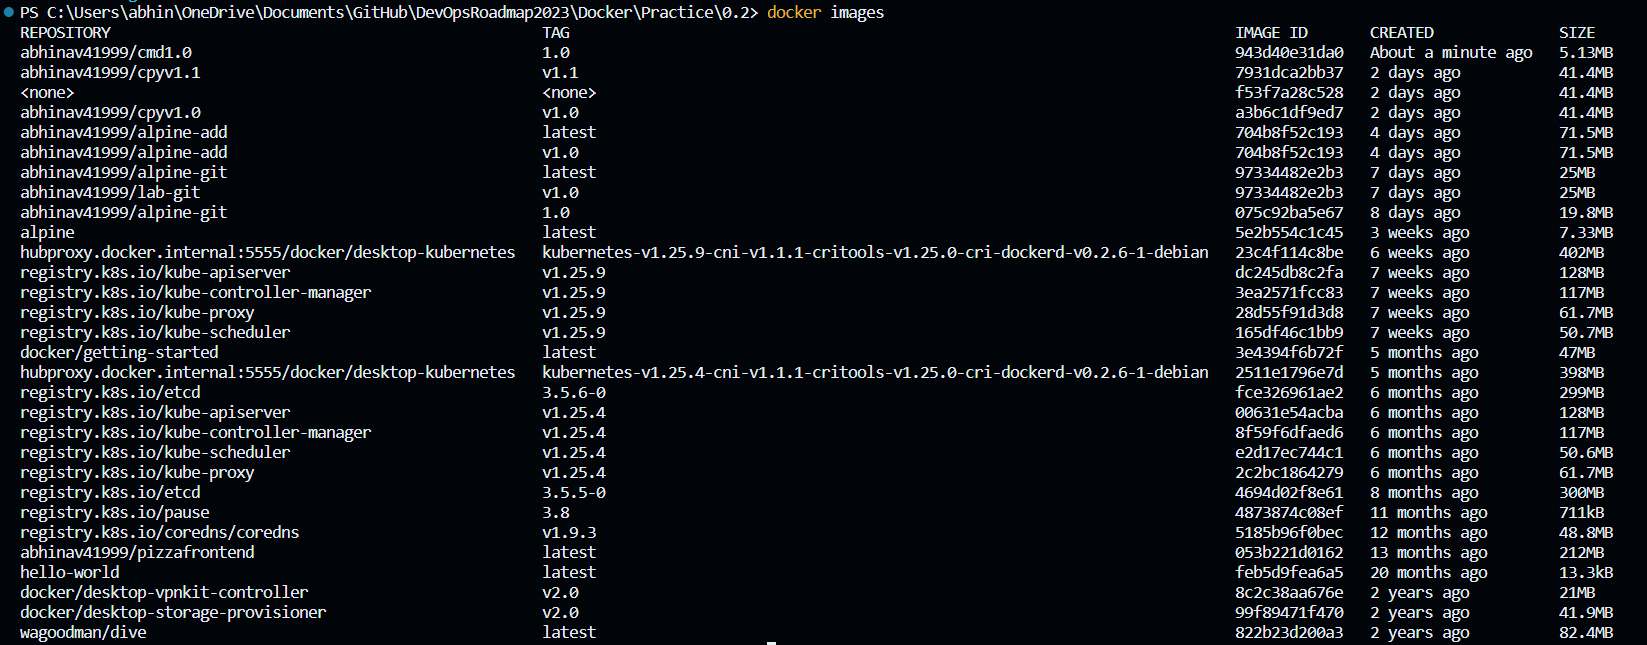 PS C:\Users\abhin\OneDrive\Documents\GitHub\DevOpsRoadmap2023\Docker\Practice\0.2> docker images
REPOSITORY TAG IMAGE ID CREATED SIZE
abhinav41999/cmd1.0 1.0 943d40e31da0 About a minute ago 5.13MB
abhinav41999/cpyv1.1 v1.1 7931dca2bb37 2 days ago 41.4MB
<none> <none> f53f7a28c528 2 days ago 41.4MB
abhinav41999/cpyv1.0 v1.0 a3b6c1df9ed7 2 days ago 41.4MB
abhinav41999/alpine-add latest 704b8f52c193 4 days ago 71.5MB
abhinav41999/alpine-add v1.0 704b8f52c193 4 days ago 71.5MB
abhinav41999/alpine-git latest 97334482e2b3 7 days ago 25MB
abhinav41999/lab-git v1.0 97334482e2b3 7 days ago 25MB
abhinav41999/alpine-git 1.0 075c92ba5e67 8 days ago 19.8MB
alpine latest 5e2b554c1c45 3 weeks ago 7.33MB
hubproxy.docker.internal:5555/docker/desktop-kubernetes kubernetes-v1.25.9-cni-v1.1.1-critools-v1.25.0-cri-dockerd-v0.2.6-1-debian 23c4f114c8be 6 weeks ago 402MB
registry.k8s.io/kube-apiserver v1.25.9 dc245db8c2fa 7 weeks ago 128MB
registry.k8s.io/kube-controller-manager v1.25.9 3ea2571fcc83 7 weeks ago 117MB
registry.k8s.io/kube-proxy v1.25.9 28d55f91d3d8 7 weeks ago 61.7MB
registry.k8s.io/kube-scheduler v1.25.9 165df46c1bb9 7 weeks ago 50.7MB
docker/getting-started latest 3e4394f6b72f 5 months ago 47MB
hubproxy.docker.internal:5555/docker/desktop-kubernetes kubernetes-v1.25.4-cni-v1.1.1-critools-v1.25.0-cri-dockerd-v0.2.6-1-debian 2511e1796e7d 5 months ago 398MB
registry.k8s.io/etcd 3.5.6-0 fce326961ae2 6 months ago 299MB
registry.k8s.io/kube-apiserver v1.25.4 00631e54acba 6 months ago 128MB
registry.k8s.io/kube-controller-manager v1.25.4 8f59f6dfaed6 6 months ago 117MB
registry.k8s.io/kube-scheduler v1.25.4 e2d17ec744c1 6 months ago 50.6MB
registry.k8s.io/kube-proxy v1.25.4 2c2bc1864279 6 months ago 61.7MB
registry.k8s.io/etcd 3.5.5-0 4694d02f8e61 8 months ago 300MB
registry.k8s.io/pause 3.8 4873874c08ef 11 months ago 711kB
registry.k8s.io/coredns/coredns v1.9.3 5185b96f0bec 12 months ago 48.8MB
abhinav41999/pizzafrontend latest 053b221d0162 13 months ago 212MB
hello-world latest feb5d9fea6a5 20 months ago 13.3kB
docker/desktop-vpnkit-controller v2.0 8c2c38aa676e 2 years ago 21MB
docker/desktop-storage-provisioner v2.0 99f89471f470 2 years ago 41.9MB
wagoodman/dive latest 822b23d200a3 2 years ago 82.4MB